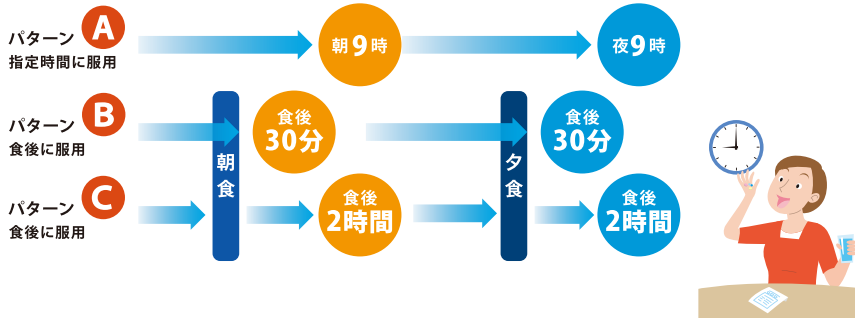 パターン A
指定時間に服用
朝9時
夜9時
パターン B
食後に服用
朝食
食後
30分
夕食
食後
30分
パターン C
食後に服用
食後
2時間
食後
2時間